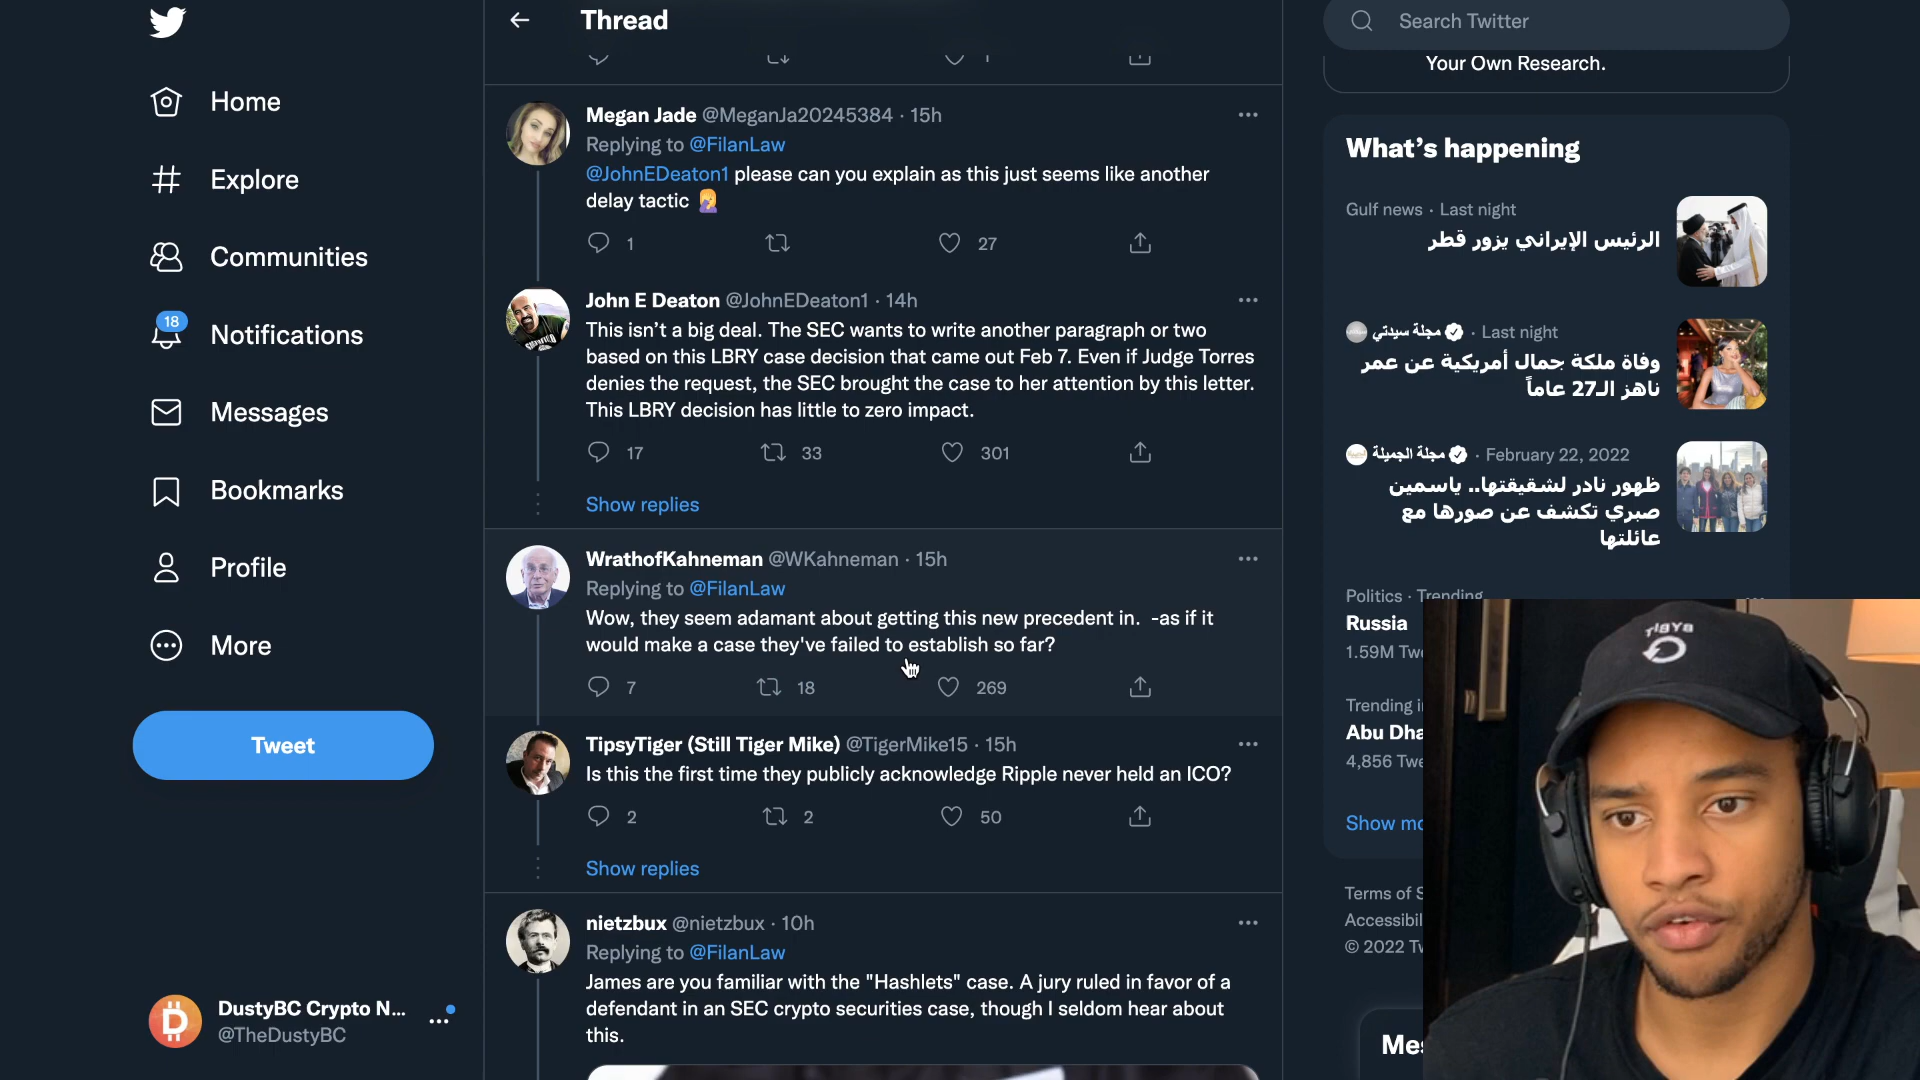 Thread
Search Twitter
Your Own Research.
Home
Explore
Communities
18
Notifications
Messages
Bookmarks
Profile
More
Tweet
DustyBC Crypto N...
@TheDustyBC
1
Megan Jade @MeganJa20245384 · 15h
Replying to @FilanLaw
@JohnEDeaton1 please can you explain as this just seems like another
delay tactic 🤦‍♀️
1 27
John E Deaton @JohnEDeaton1 · 14h
This isn’t a big deal. The SEC wants to write another paragraph or two
based on this LBRY case decision that came out Feb 7. Even if Judge Torres
denies the request, the SEC brought the case to her attention by this letter.
This LBRY decision has little to zero impact.
17 33 301
Show replies
WrathofKahneman @WKahneman · 15h
Replying to @FilanLaw
Wow, they seem adamant about getting this new precedent in. -as if it
would make a case they've failed to establish so far?
7 18 269
TipsyTiger (Still Tiger Mike) @TigerMike15 · 15h
Is this the first time they publicly acknowledge Ripple never held an ICO?
2 2 50
Show replies
nietzbux @nietzbux · 10h
Replying to @FilanLaw
James are you familiar with the "Hashlets" case. A jury ruled in favor of a
defendant in an SEC crypto securities case, though I seldom hear about
this.
What’s happening
Gulf news · Last night
الرئيس الإيراني يزور قطر
مجلة سيدتي · Last night
وفاة ملكة جمال أمريكية عن عمر
ناهز الـ27 عاماً
مجلة الجميلة · February 22, 2022
ظهور نادر لشقيقتها.. ياسمين
صبري تكشف عن صورها مع
عائلتها
Politics · Trending
Russia
1.59M Twe
Trending i
Abu Dha
4,856 Twe
Show mo
Terms of S
Accessibil
© 2022 Tw
Mes